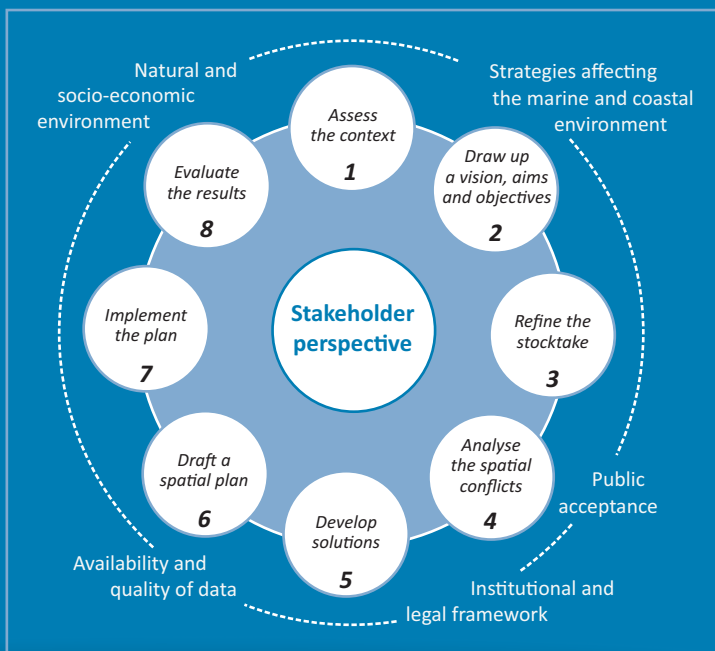 Natural and
socio-economic
environment
Strategies affecting
the marine and coastal
environment
Assess
the context
1
Draw up
a vision, aims
and objectives
2
Refine the
stocktake
3
Analyse
the spatial
conflicts
4
Develop
solutions
5
Draft a
spatial plan
6
Implement
the plan
7
Evaluate
the results
8
Stakeholder
perspective
Public
acceptance
Institutional and
legal framework
Availability and
quality of data